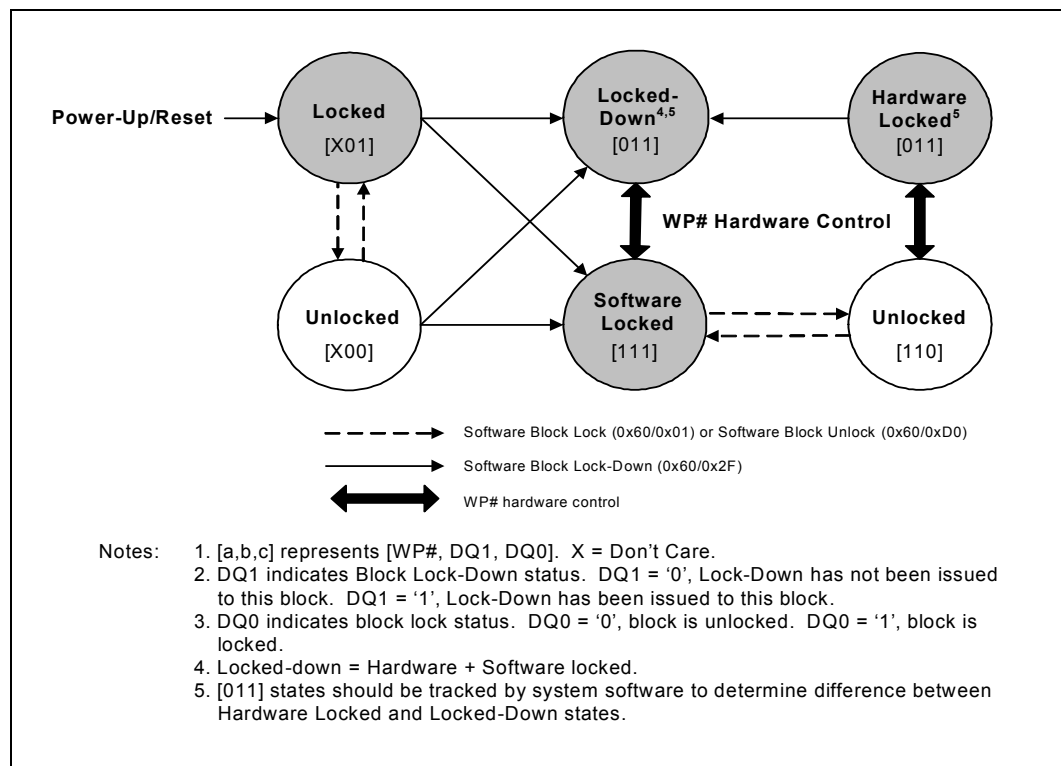 Power-Up/Reset
Locked
[X01]
Locked-
Down4,5
[011]
Hardware
Locked5
[011]
WP# Hardware Control
Unlocked
[X00]
Software
Locked
[111]
Unlocked
[110]
Software Block Lock (0x60/0x01) or Software Block Unlock (0x60/0xD0)
Software Block Lock-Down (0x60/0x2F)
WP# hardware control
Notes: 1. [a,b,c] represents [WP#, DQ1, DQ0]. X = Don't Care.
2. DQ1 indicates Block Lock-Down status. DQ1 = ‘0’, Lock-Down has not been issued
to this block. DQ1 = ‘1’, Lock-Down has been issued to this block.
3. DQ0 indicates block lock status. DQ0 = ‘0’, block is unlocked. DQ0 = ‘1’, block is
locked.
4. Locked-down = Hardware + Software locked.
5. [011] states should be tracked by system software to determine difference between
Hardware Locked and Locked-Down states.